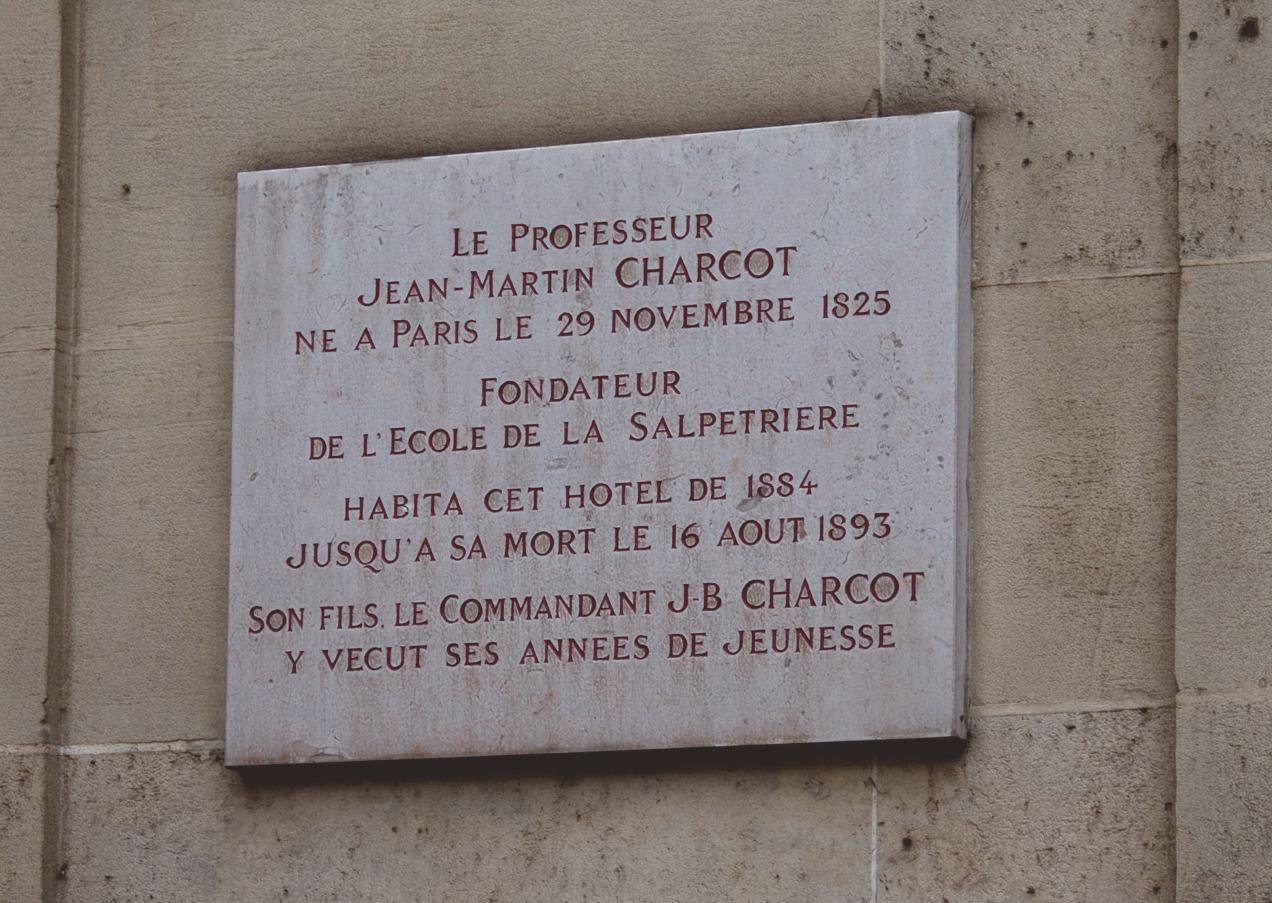 LE PROFESSEUR
JEAN-MARTIN CHARCOT
NE A PARIS LE 29 NOVEMBRE 1825
FONDATEUR
DE L'ECOLE DE LA SALPETRIERE
HABITA CET HOTEL DE 1884
JUSQU'A SA MORT LE 16 AOUT 1893
SON FILS, LE COMMANDANT J-B CHARCOT
Y VECUT SES ANNEES DE JEUNESSE